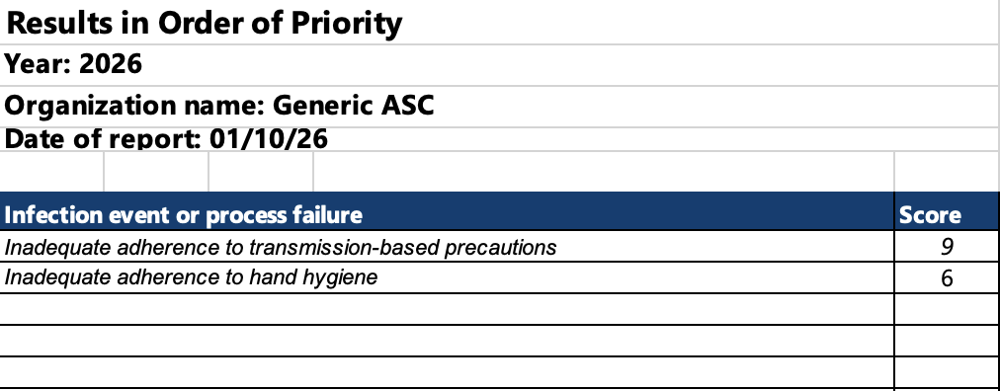 Results in Order of Priority
Year: 2026
Organization name: Generic ASC
Date of report: 01/10/26
Infection event or process failure Score
Inadequate adherence to transmission-based precautions 9
Inadequate adherence to hand hygiene 6